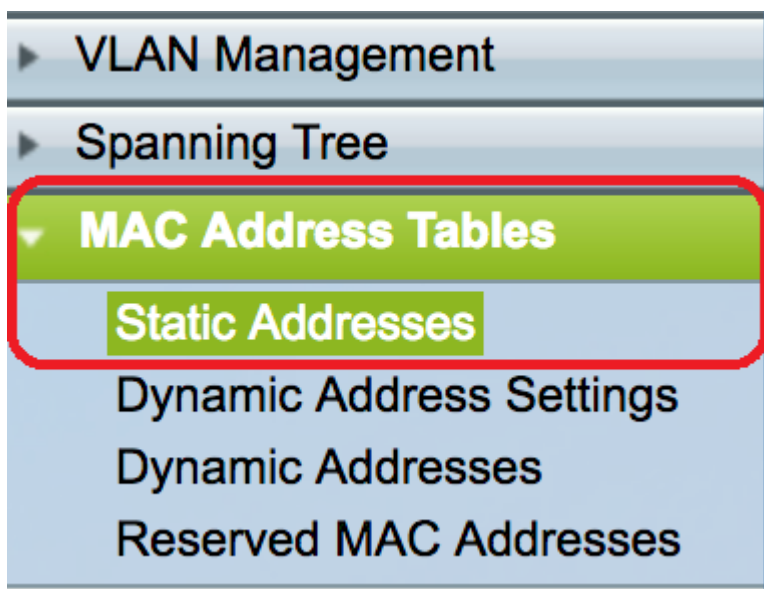 VLAN Management
Spanning Tree
MAC Address Tables
Static Addresses
Dynamic Address Settings
Dynamic Addresses
Reserved MAC Addresses